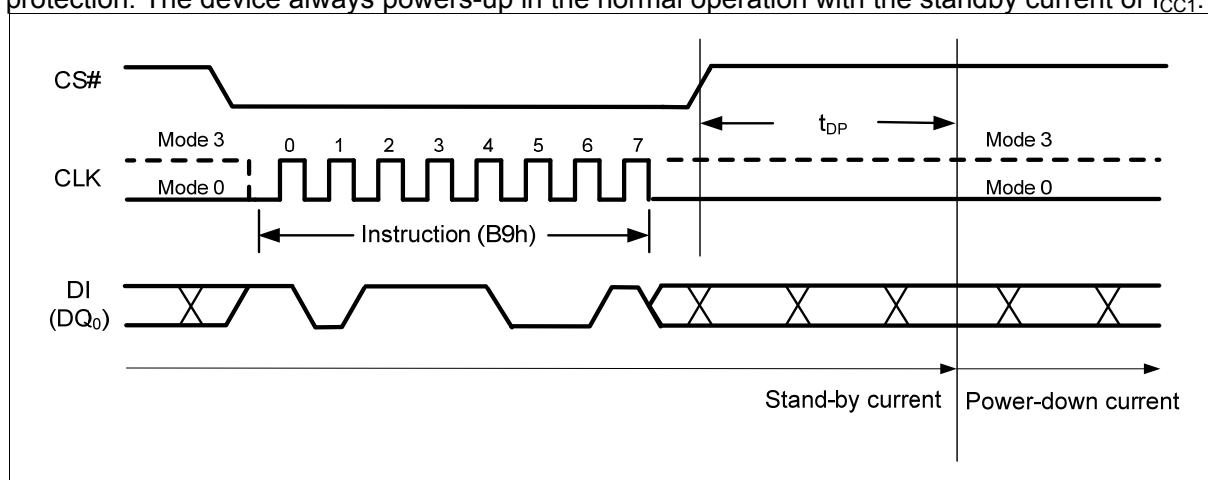 protection. The device always powers-up in the normal operation with the standby current of ICC1.
CS#
tDP
Mode 3
0 1 2 3 4 5 6 7
Mode 3
CLK
Mode 0
Mode 0
Instruction (B9h)
DI
(DQ0)
Stand-by current
Power-down current